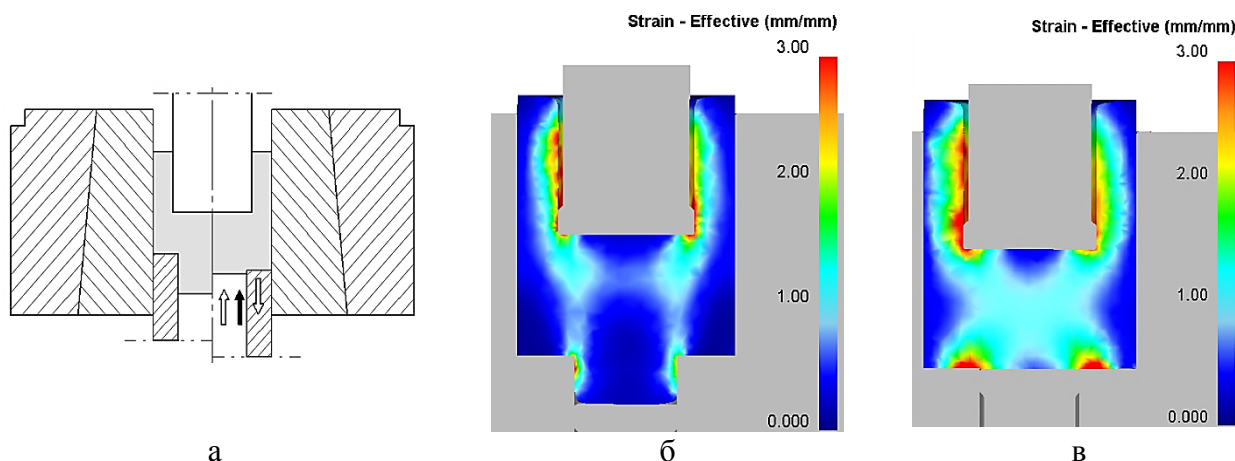 Strain - Effective (mm/mm)
3.00
2.00
1.00
0.000
Strain - Effective (mm/mm)
3.00
2.00
1.00
0.000
а
б
в